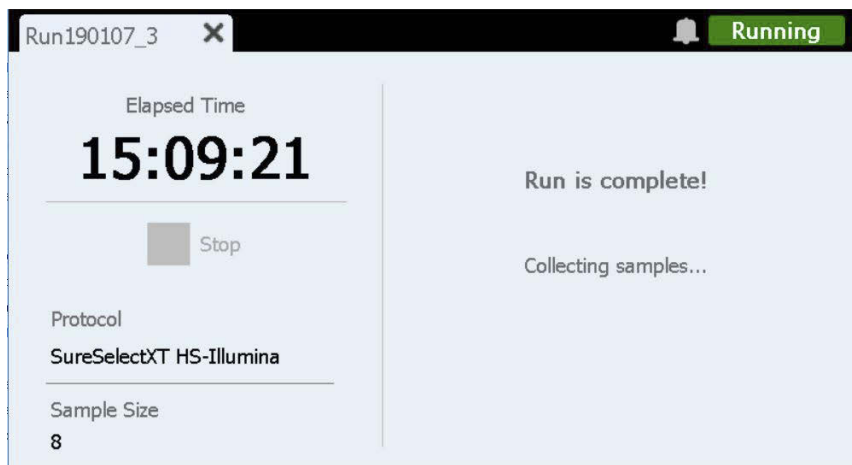 Run190107_3
Running
Elapsed Time
15:09:21
Stop
Protocol
SureSelectXT HS-Illumina
Sample Size
8
Run is complete!
Collecting samples...